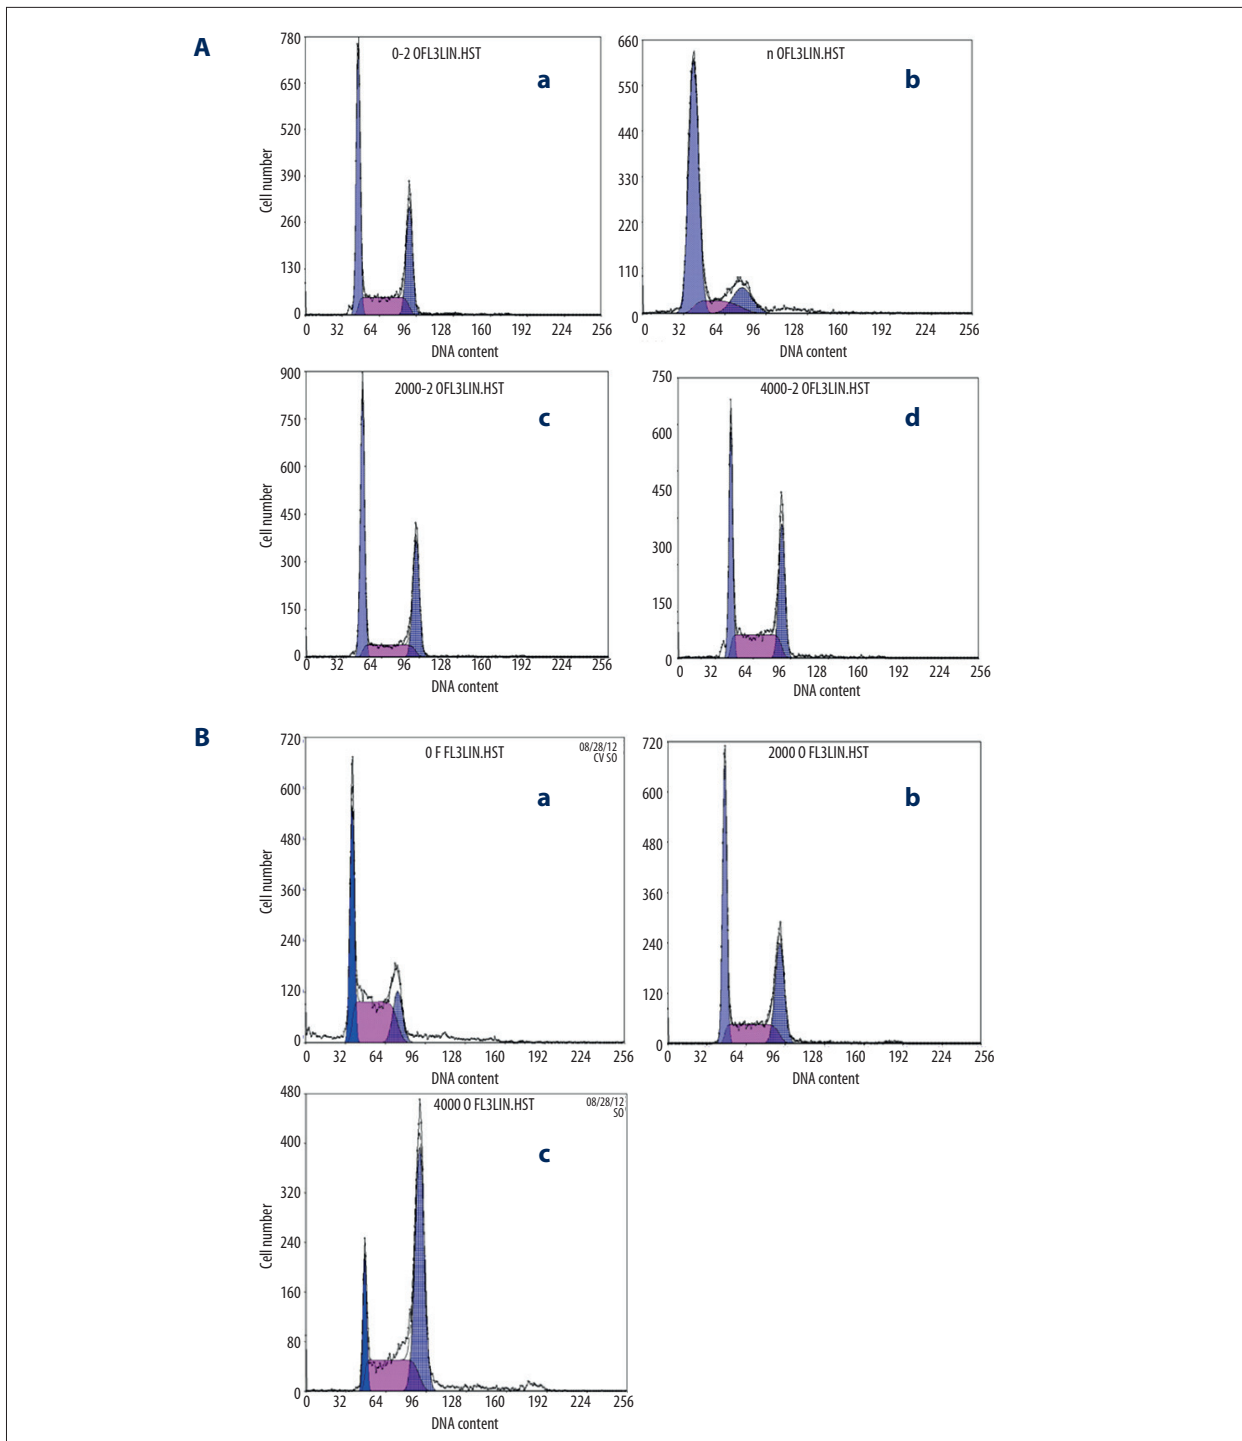 A
0-2 OFL3LIN.HST
a
780
650
520
390
260
130
0
Cell number
0 32 64 96 128 160 192 224 256
DNA content
n OFL3LIN.HST
b
660
550
440
330
220
110
0
0 32 64 96 128 160 192 224 256
DNA content
2000-2 OFL3LIN.HST
c
900
750
600
450
300
150
0
Cell number
0 32 64 96 128 160 192 224 256
DNA content
4000-2 OFL3LIN.HST
d
750
600
450
300
150
0
0 32 64 96 128 160 192 224 256
DNA content
B
0 F FL3LIN.HST
08/28/12
CV SO
a
720
600
480
360
240
120
0
Cell number
0 32 64 96 128 160 192 224 256
DNA content
2000 O FL3LIN.HST
b
720
600
480
360
240
120
0
0 32 64 96 128 160 192 224 256
DNA content
4000 O FL3LIN.HST
08/28/12
SO
c
480
400
320
240
160
80
0
Cell number
0 32 64 96 128 160 192 224 256
DNA content